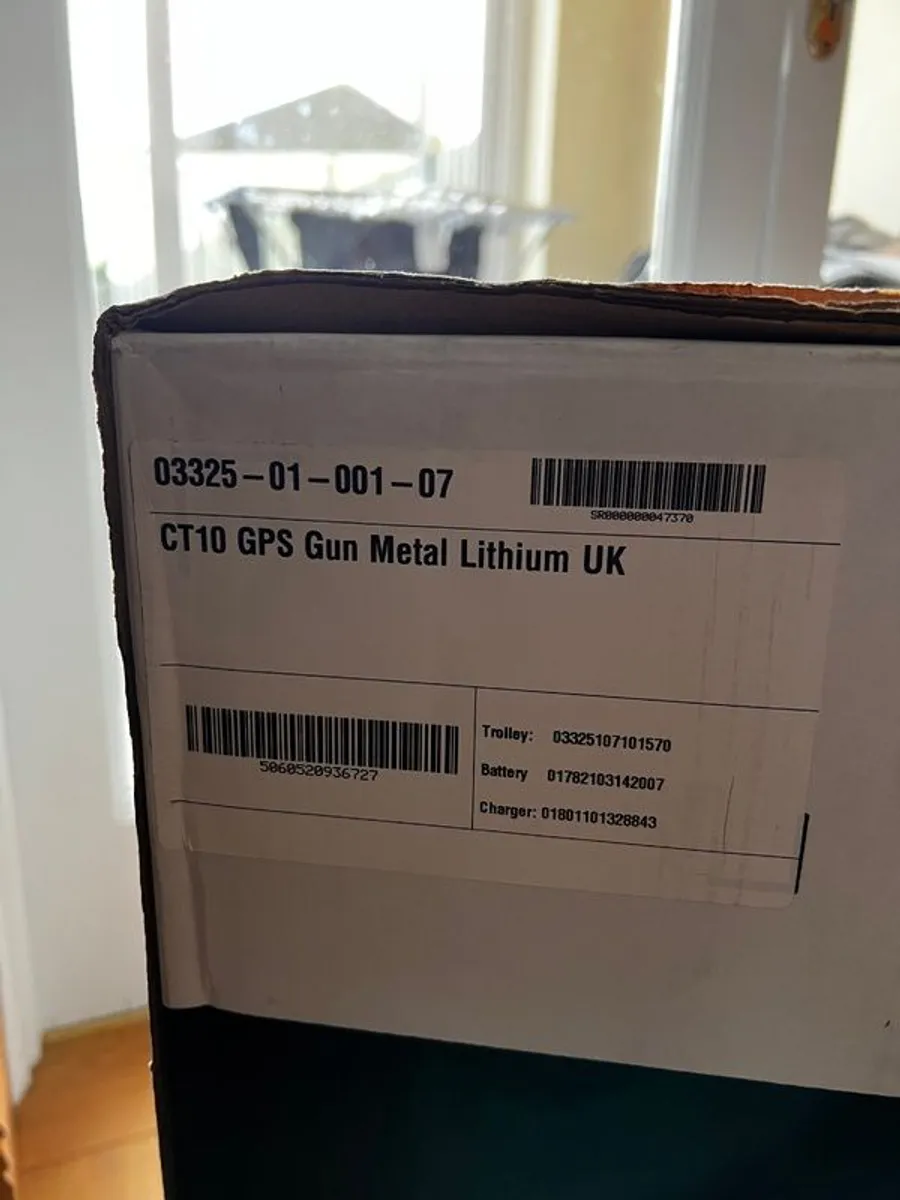 03325-01-001-07
SR000000047370
CT10 GPS Gun Metal Lithium UK
5060520936727
Trolley: 03325107101570
Battery 01782103142007
Charger: 01801101328843